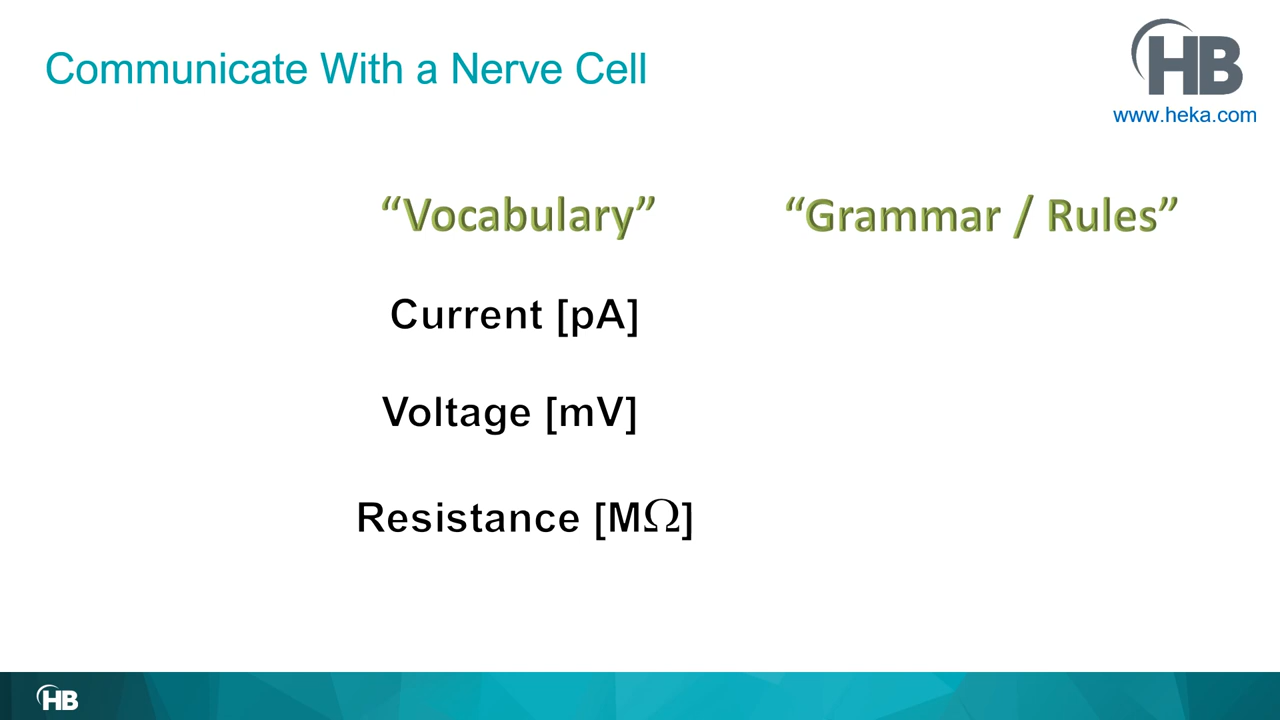 Communicate With a Nerve Cell
HB
www.heka.com
“Vocabulary”
“Grammar / Rules”
Current [pA]
Voltage [mV]
Resistance [MΩ]
HB